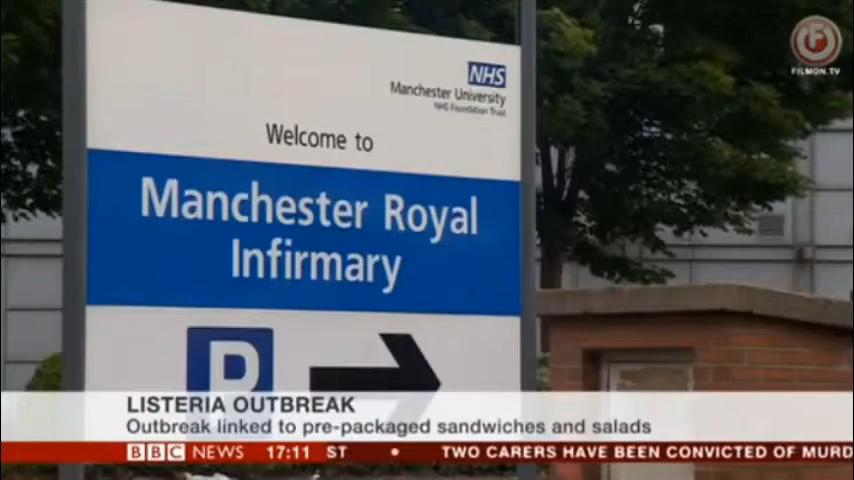 FILMON.TV
NHS
Manchester University
NHS Foundation Trust
Welcome to
Manchester Royal
Infirmary
P
LISTERIA OUTBREAK
Outbreak linked to pre-packaged sandwiches and salads
BBC NEWS 17:11 ST • TWO CARERS HAVE BEEN CONVICTED OF MURD